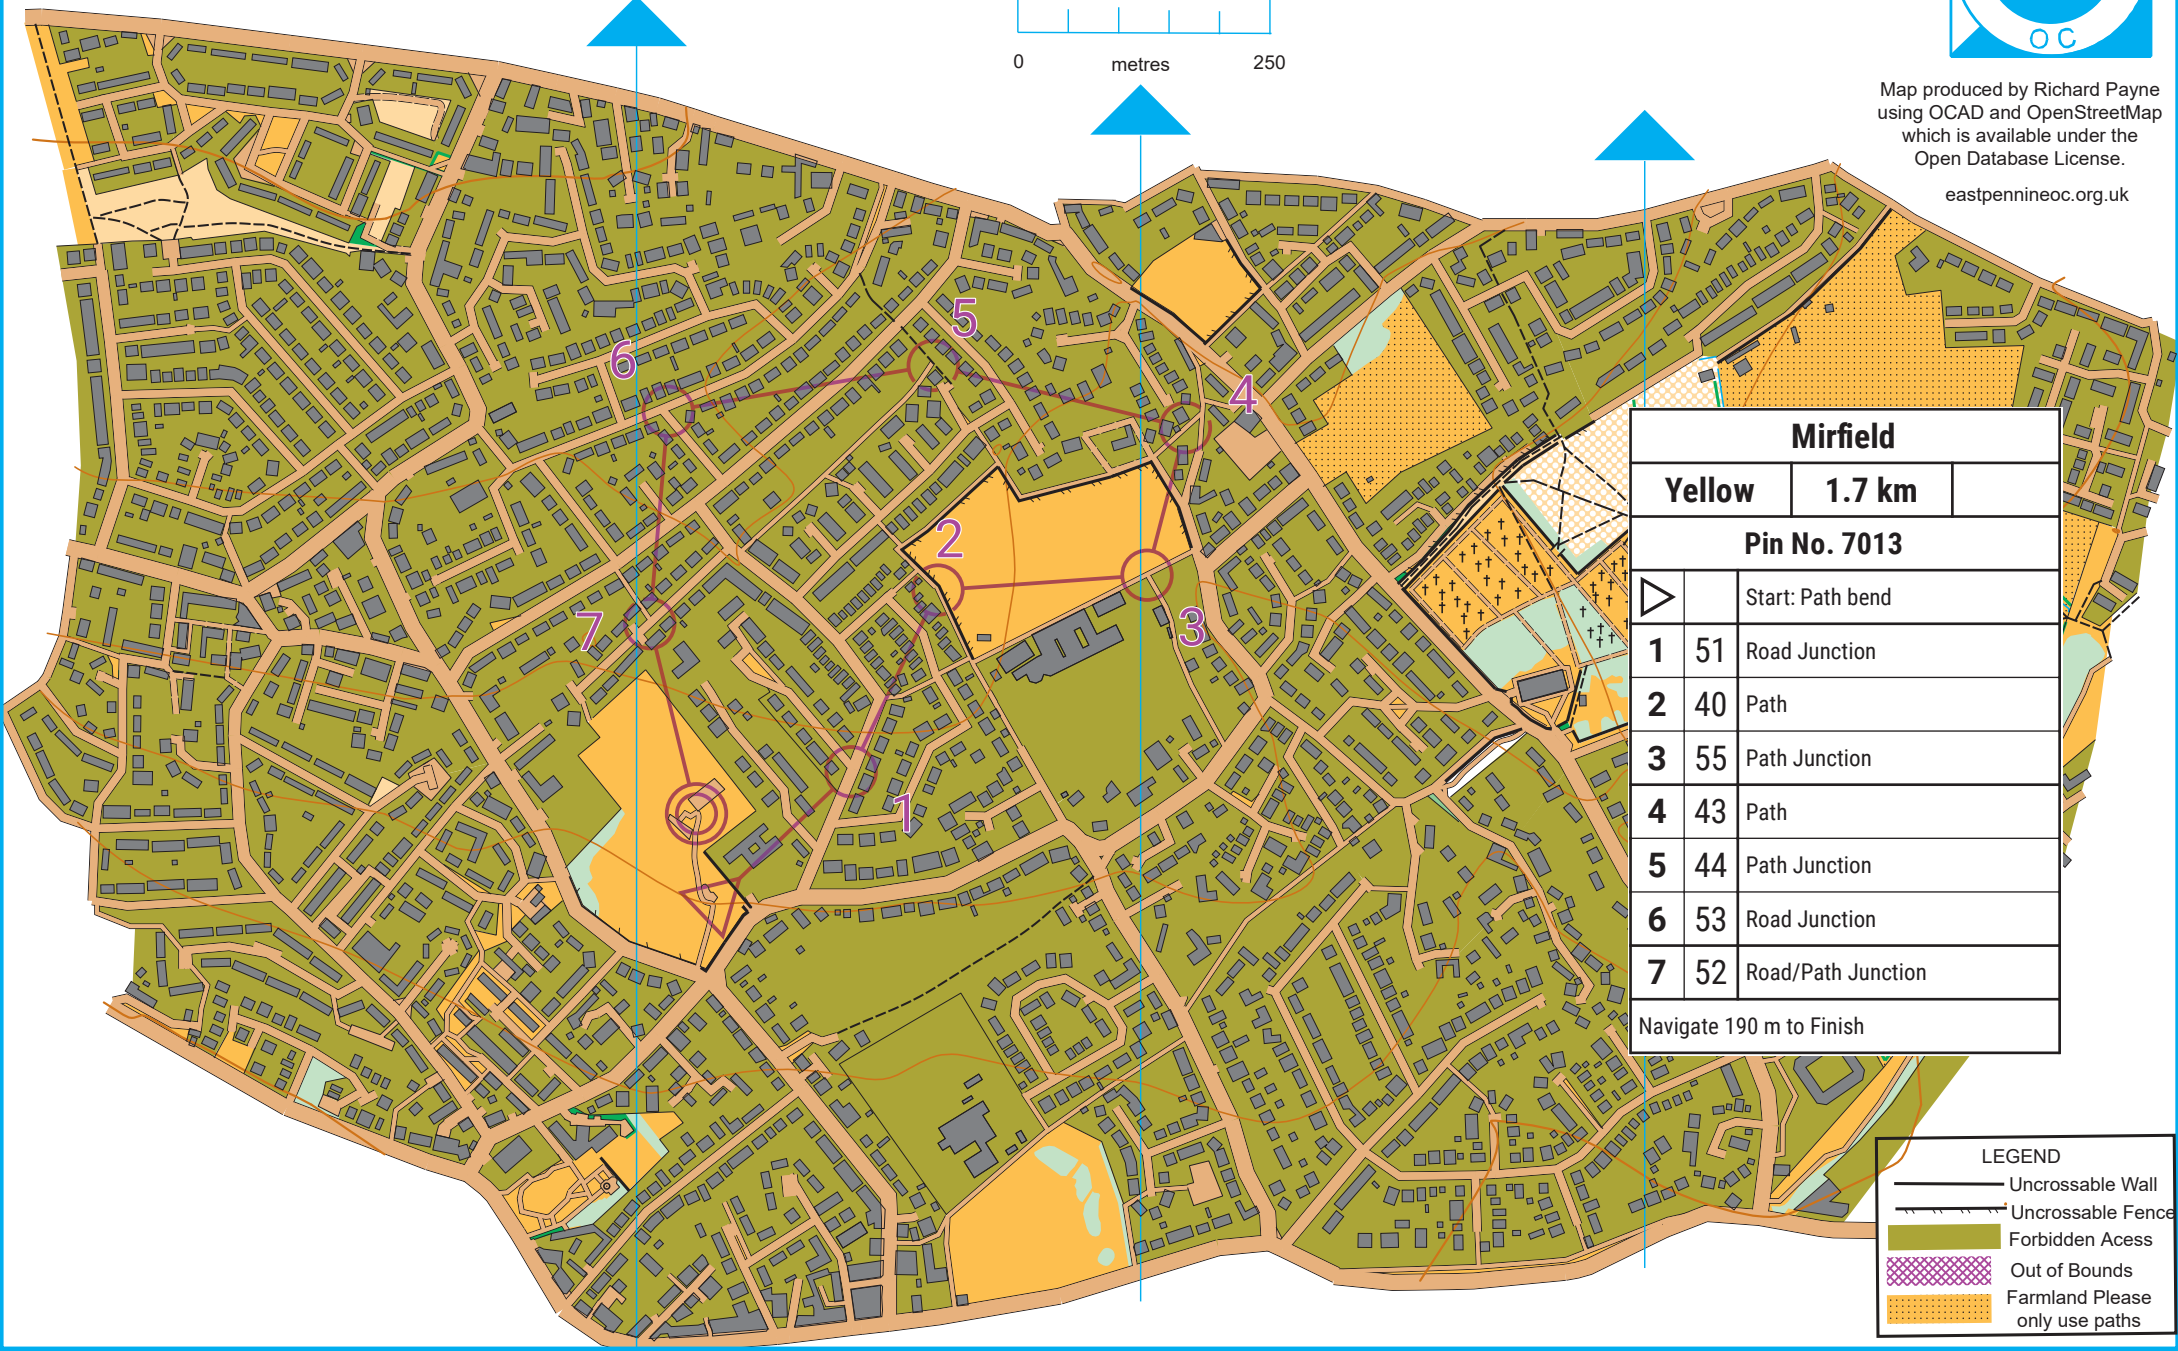 0 metres 250
O C
Map produced by Richard Payne
using OCAD and OpenStreetMap
which is available under the
Open Database License.
eastpennineoc.org.uk
5
6
4
2
3
7
1
Mirfield
Yellow 1.7 km
Pin No. 7013
Start: Path bend
1 51 Road Junction
2 40 Path
3 55 Path Junction
4 43 Path
5 44 Path Junction
6 53 Road Junction
7 52 Road/Path Junction
Navigate 190 m to Finish
LEGEND
Uncrossable Wall
Uncrossable Fence
Forbidden Acess
Out of Bounds
Farmland Please
only use paths